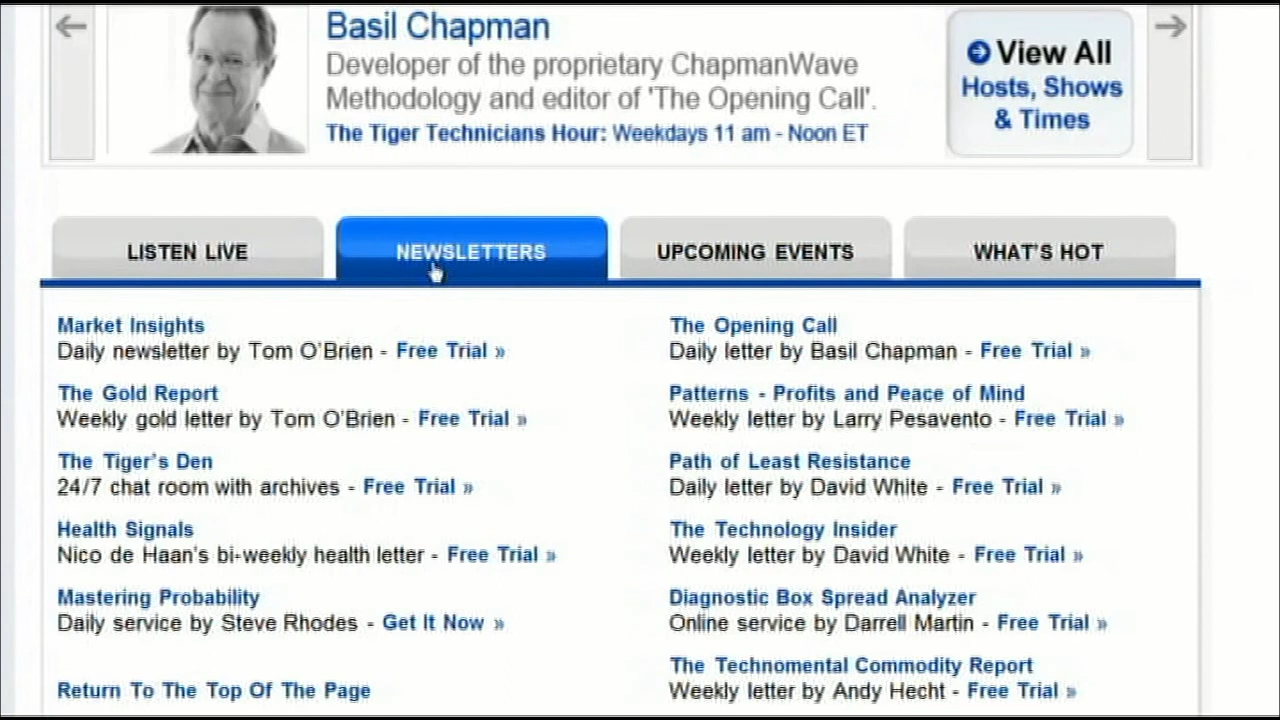 Basil Chapman
Developer of the proprietary ChapmanWave
Methodology and editor of 'The Opening Call'.
The Tiger Technicians Hour: Weekdays 11 am - Noon ET
View All
Hosts, Shows
& Times
LISTEN LIVE
NEWSLETTERS
UPCOMING EVENTS
WHAT'S HOT
Market Insights
Daily newsletter by Tom O'Brien - Free Trial »
The Gold Report
Weekly gold letter by Tom O'Brien - Free Trial »
The Tiger's Den
24/7 chat room with archives - Free Trial »
Health Signals
Nico de Haan's bi-weekly health letter - Free Trial »
Mastering Probability
Daily service by Steve Rhodes - Get It Now »
Return To The Top Of The Page
The Opening Call
Daily letter by Basil Chapman - Free Trial »
Patterns - Profits and Peace of Mind
Weekly letter by Larry Pesavento - Free Trial »
Path of Least Resistance
Daily letter by David White - Free Trial »
The Technology Insider
Weekly letter by David White - Free Trial »
Diagnostic Box Spread Analyzer
Online service by Darrell Martin - Free Trial »
The Technomental Commodity Report
Weekly letter by Andy Hecht - Free Trial »